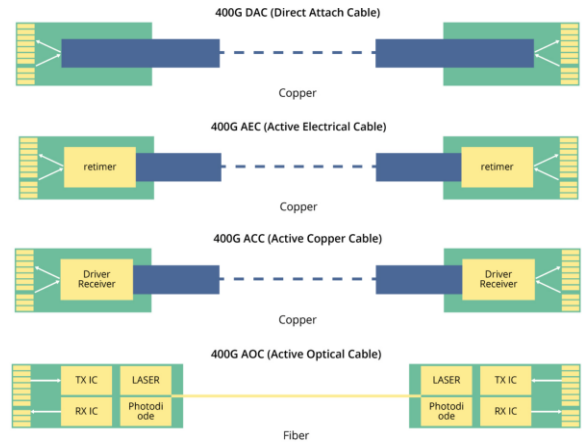 400G DAC (Direct Attach Cable)
Copper
400G AEC (Active Electrical Cable)
retimer
retimer
Copper
400G ACC (Active Copper Cable)
Driver
Receiver
Driver
Receiver
Copper
400G AOC (Active Optical Cable)
TX IC
LASER
LASER
TX IC
RX IC
Photodi
iode
Photodi
iode
RX IC
Fiber